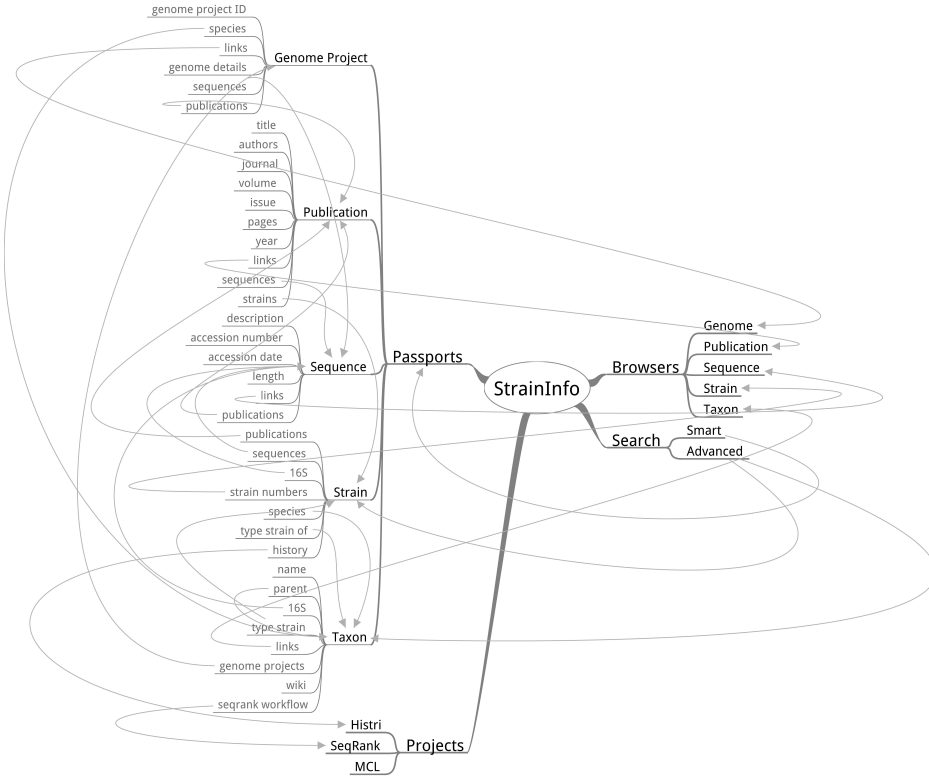 genome project ID
species
links
genome details
sequences
publications
Genome Project
title
authors
journal
volume
issue
pages
year
links
sequences
strains
Publication
description
accession number
accession date
length
links
publications
Sequence
publications
sequences
16S
strain numbers
species
type strain of
history
Strain
name
parent
16S
type strain
links
genome projects
wiki
seqrank workflow
Taxon
Passports
StrainInfo
Browsers
Genome
Publication
Sequence
Strain
Taxon
Search
Smart
Advanced
Histri
SeqRank
MCL
Projects